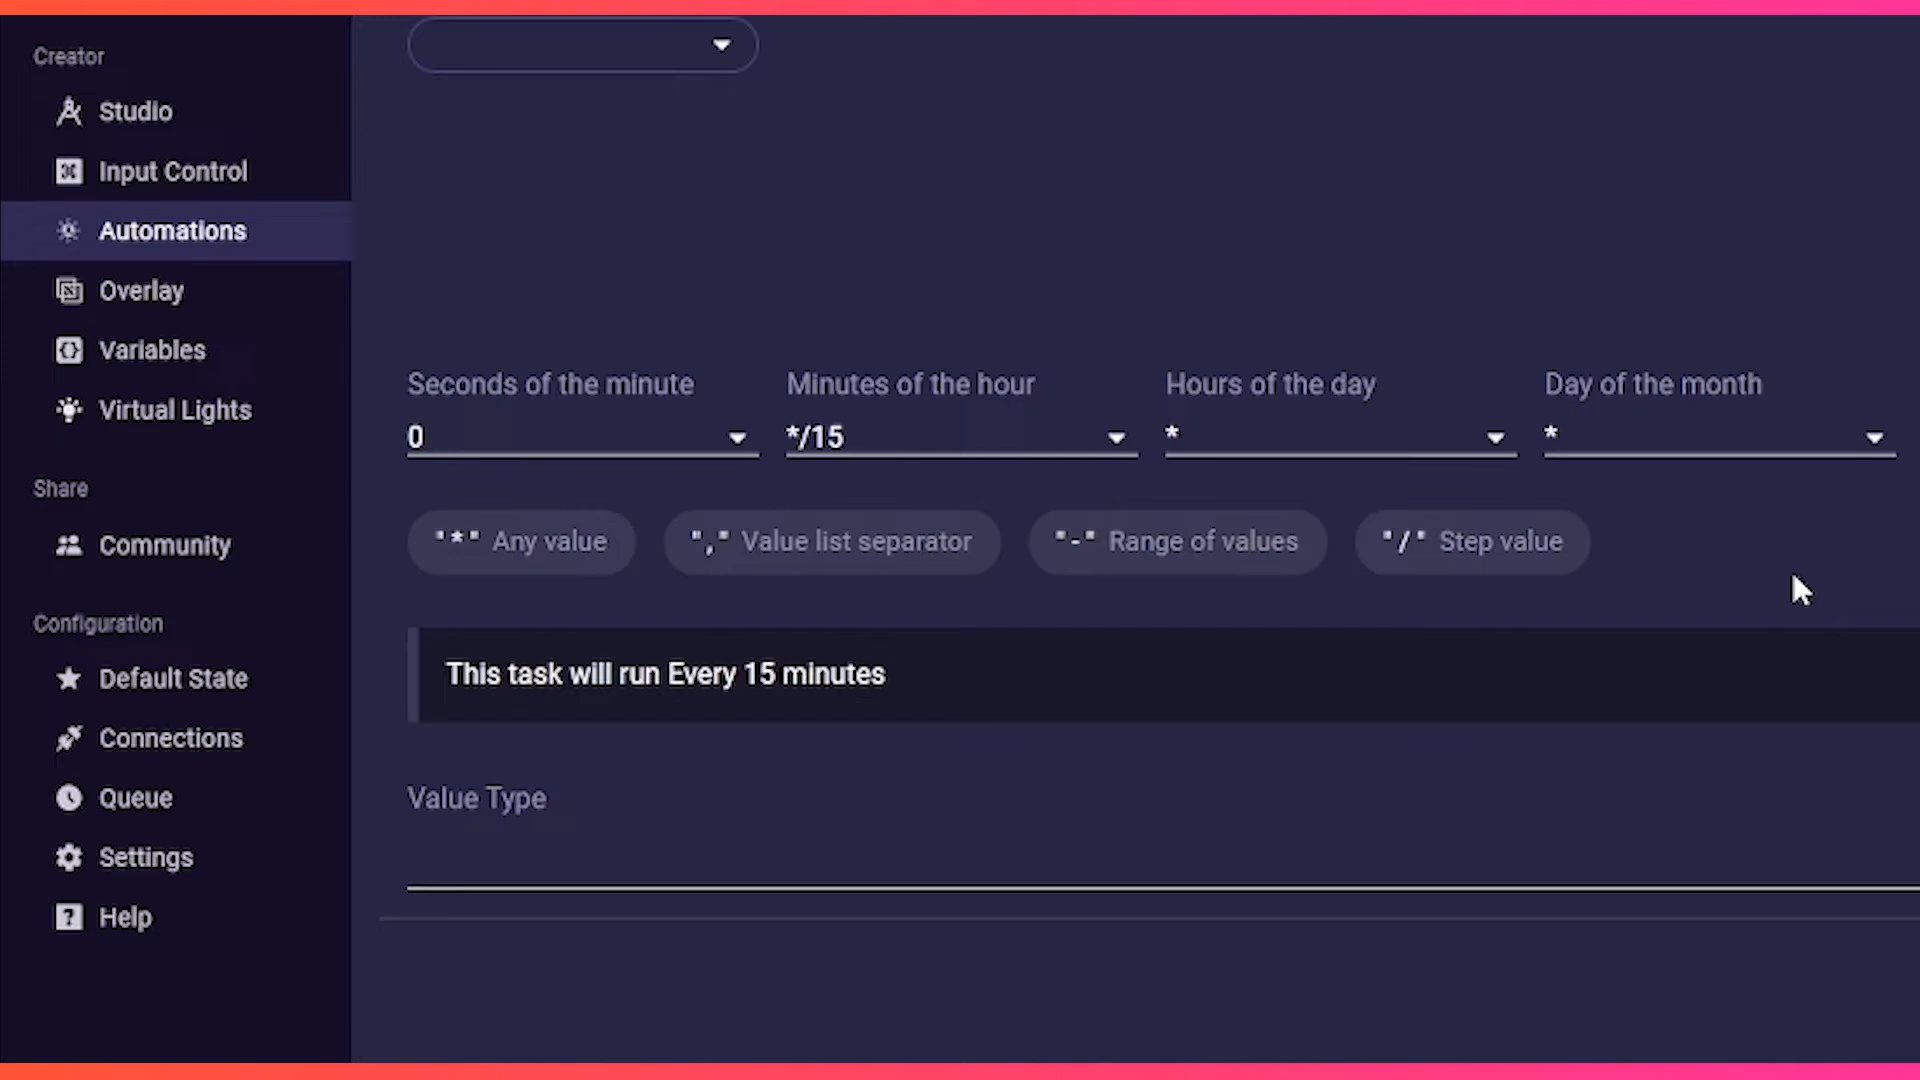 Creator
Studio
Input Control
Automations
Overlay
Variables
Virtual Lights
Share
Community
Configuration
Default State
Connections
Queue
Settings
Help
Seconds of the minute Minutes of the hour Hours of the day Day of the month
0 */15 * *
"*" Any value "," Value list separator "-" Range of values "/" Step value
This task will run Every 15 minutes
Value Type